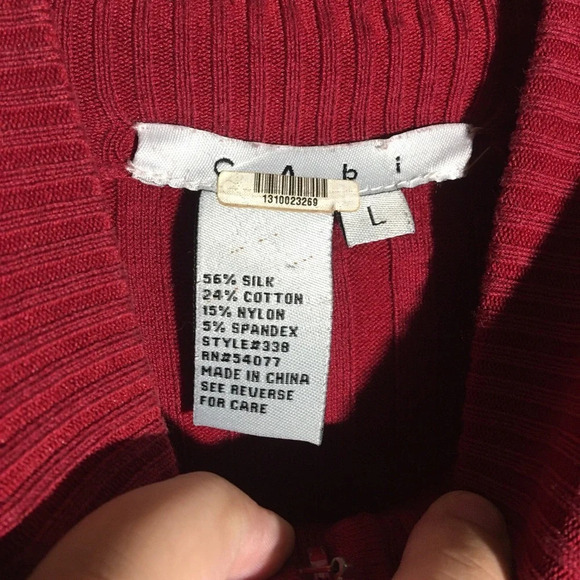 CAbi
1310023269
L
56% SILK
24% COTTON
15% NYLON
5% SPANDEX
STYLE#338
RN#54077
MADE IN CHINA
SEE REVERSE
FOR CARE